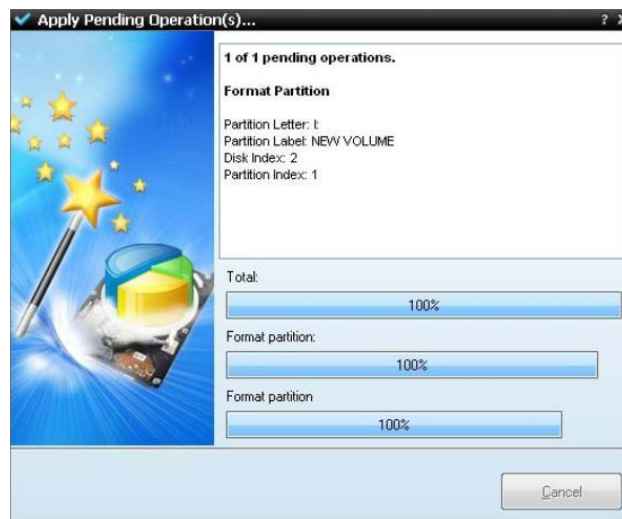 Apply Pending Operation(s)...
1 of 1 pending operations.
Format Partition
Partition Letter: I:
Partition Label: NEW VOLUME
Disk Index: 2
Partition Index: 1
Total:
100%
Format partition:
100%
Format partition
100%
Cancel